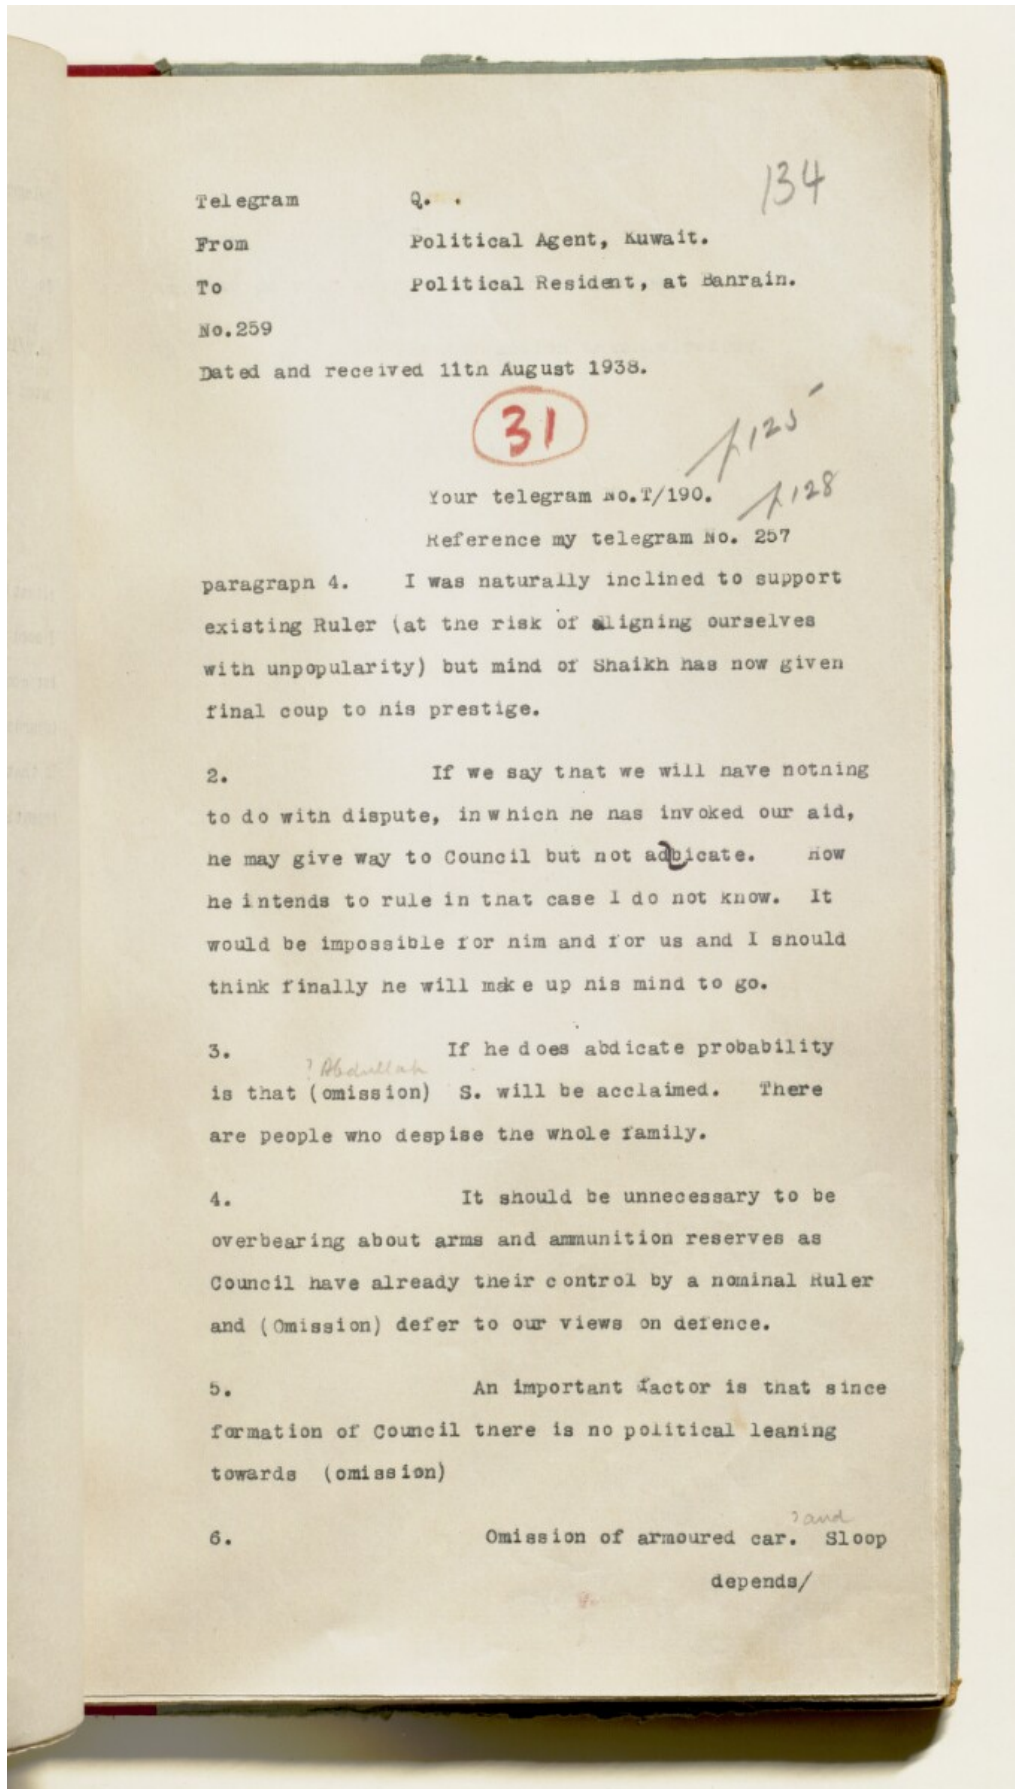 134
Telegram Q.
From Political Agent, Kuwait.
To Political Resident, at Bahrain.
No.259
Dated and received 11th August 1938.
31
p 125
Your telegram No.T/190.
p 128
Reference my telegram No. 257
paragraph 4. I was naturally inclined to support
existing Ruler (at the risk of aligning ourselves
with unpopularity) but mind of Shaikh has now given
final coup to his prestige.
2. If we say that we will have nothing
to do with dispute, in which he has invoked our aid,
he may give way to Council but not adbicate. How
he intends to rule in that case I do not know. It
would be impossible for him and for us and I should
think finally he will make up his mind to go.
3. If he does abdicate probability
? Abdullah
is that (omission) S. will be acclaimed. There
are people who despise the whole family.
4. It should be unnecessary to be
overbearing about arms and ammunition reserves as
Council have already their control by a nominal Ruler
and (Omission) defer to our views on defence.
5. An important factor is that since
formation of Council there is no political leaning
towards (omission)
? and
6. Omission of armoured car. Sloop
depends/